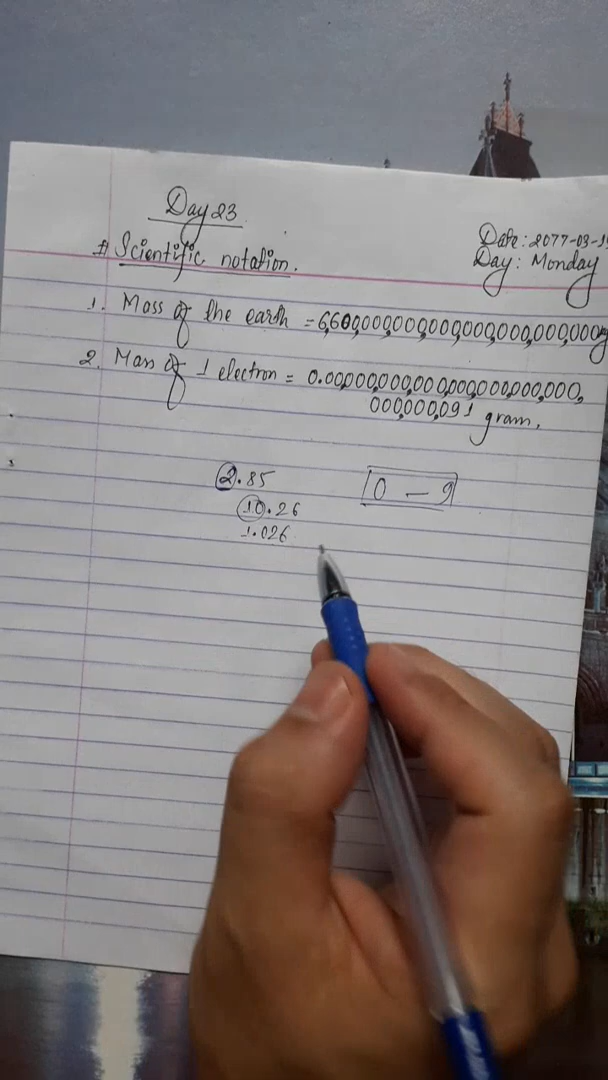 Day 23
Date: 2077-03-1
# Scientific notation.
Day: Monday
1. Mass of the earth = 6,600,000,000,000,000,000,000,000
2. Mass of 1 electron = 0.00,000,000,000,000,000,000,000,
000,000,091 gram.
2.85
0 – 9
10.26
1.026